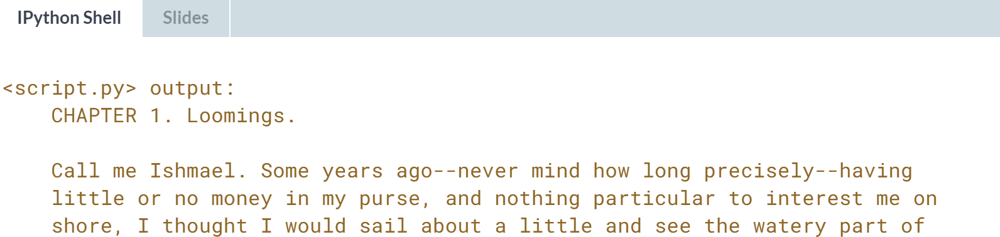 IPython Shell Slides
<script.py> output:
CHAPTER 1. Loomings.
Call me Ishmael. Some years ago--never mind how long precisely--having
little or no money in my purse, and nothing particular to interest me on
shore, I thought I would sail about a little and see the watery part of